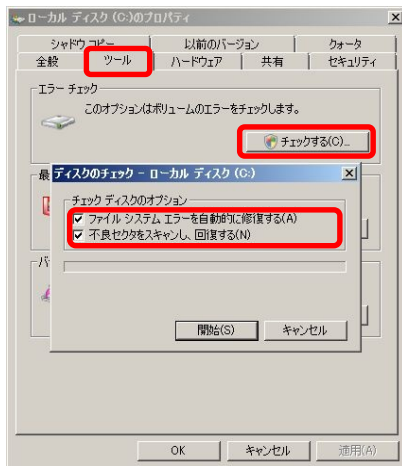 ローカル ディスク (C:)のプロパティ
シャドウ コピー 以前のバージョン クォータ
全般 ツール ハードウェア 共有 セキュリティ
エラー チェック
このオプションはボリュームのエラーをチェックします。
チェックする(C)...
最
ディスクのチェック - ローカル ディスク (C:)
チェック ディスクのオプション
ファイル システム エラーを自動的に修復する(A)
不良セクタをスキャンし、回復する(N)
バ
開始(S) キャンセル
OK キャンセル 適用(A)